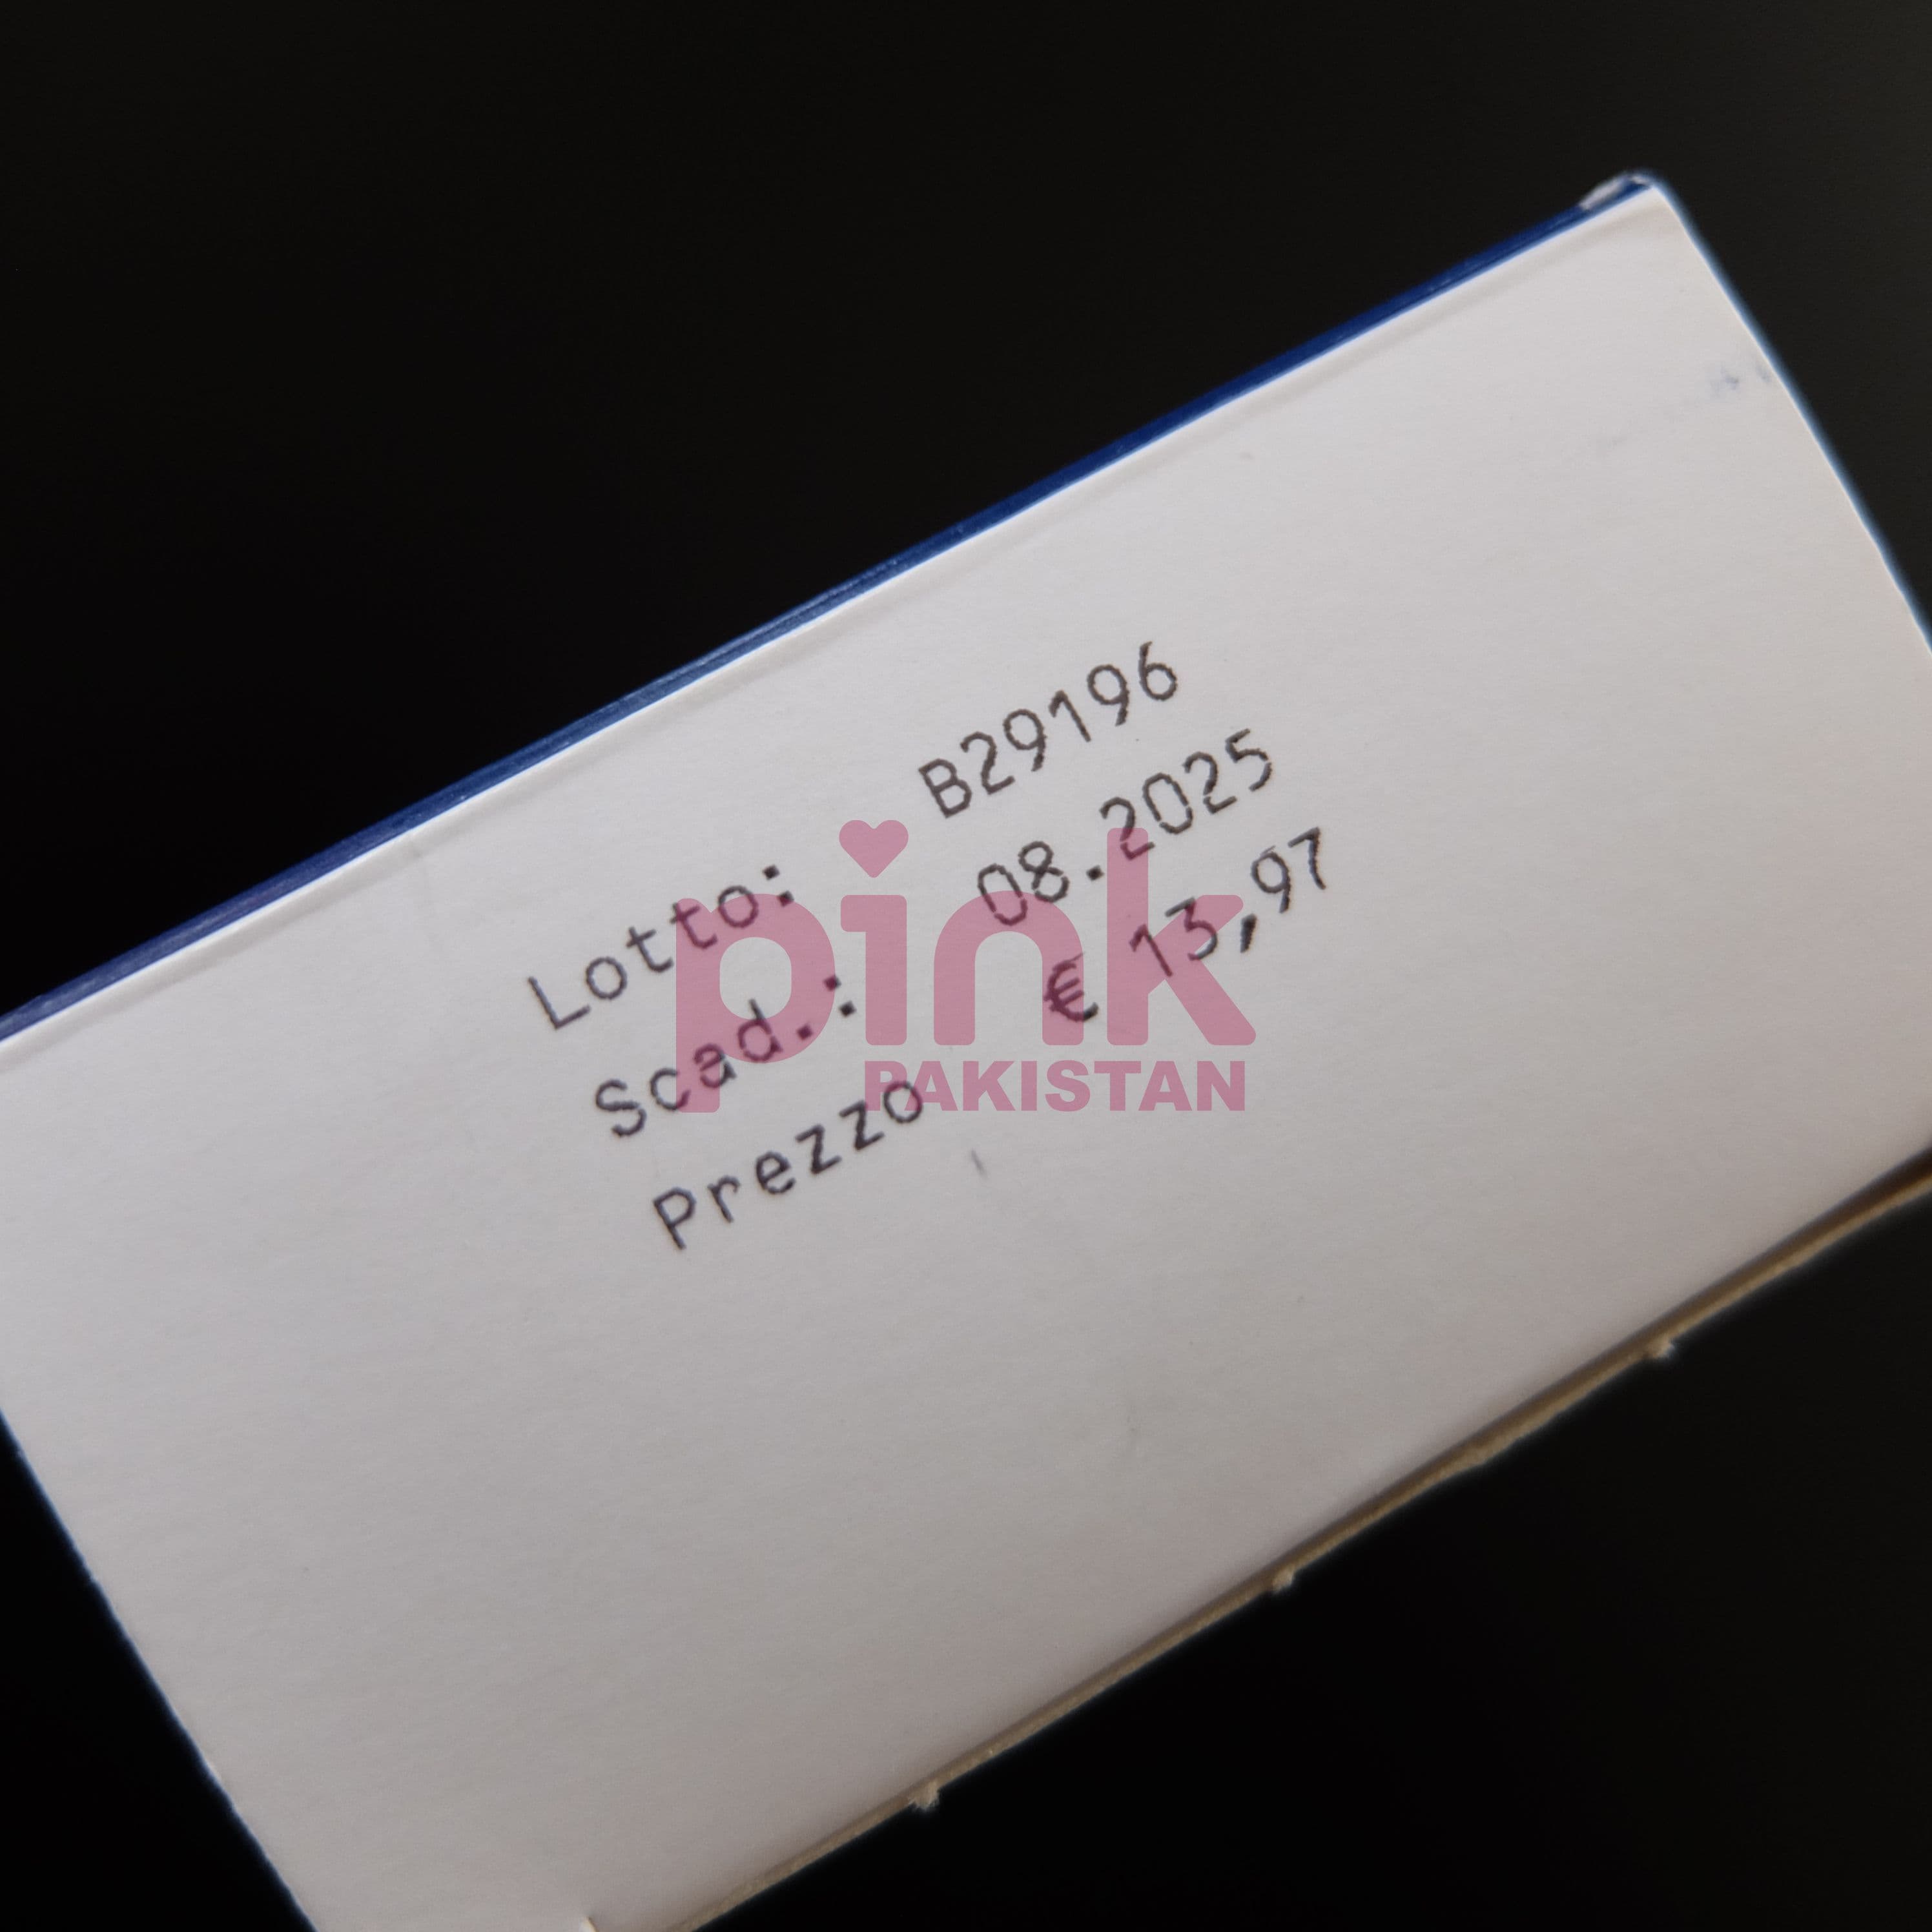 Lotto: B29196
Scad.: 08.2025
Prezzo € 13,97
pink
PAKISTAN